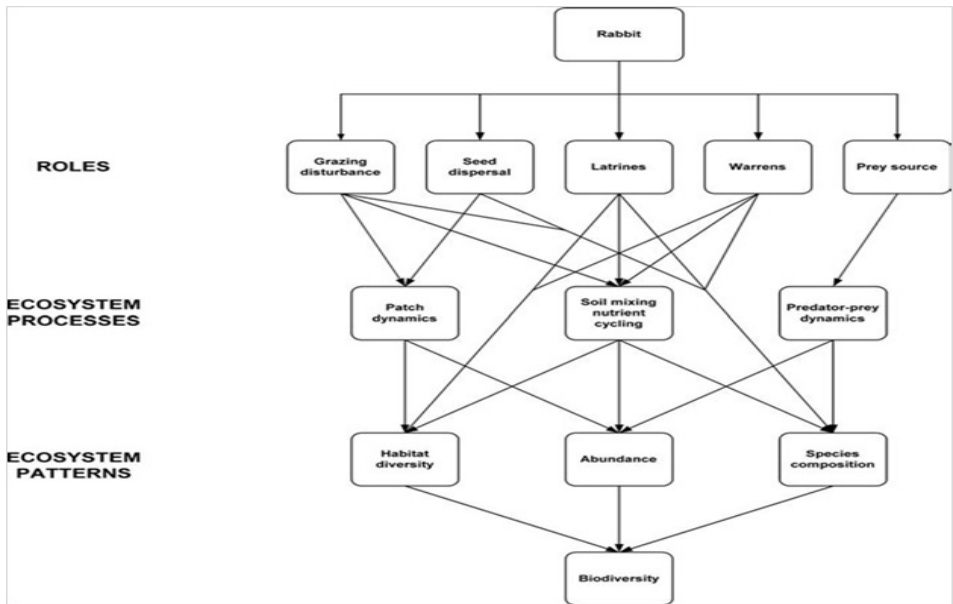 Rabbit
ROLES
Grazing
disturbance
Seed
dispersal
Latrines
Warrens
Prey source
ECOSYSTEM
PROCESSES
Patch
dynamics
Soil mixing
nutrient
cycling
Predator-prey
dynamics
ECOSYSTEM
PATTERNS
Habitat
diversity
Abundance
Species
composition
Biodiversity